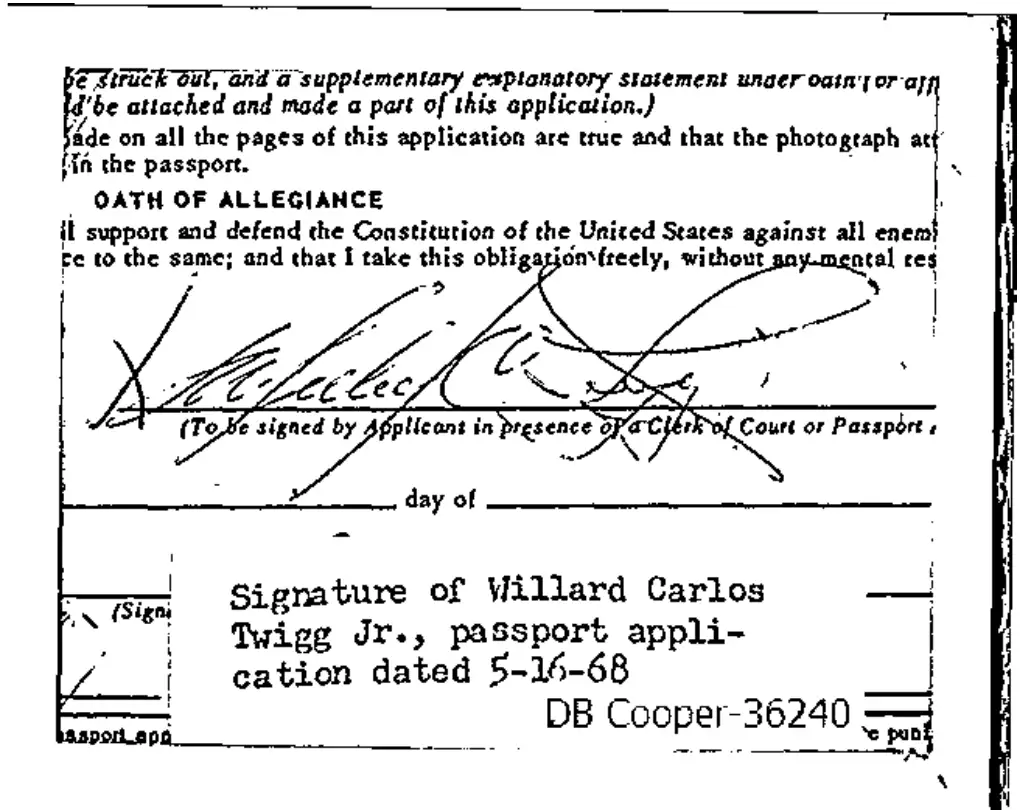 be struck out, and a supplementary explanatory statement under oath (or aff
ld be attached and made a part of this application.)
ade on all the pages of this application are true and that the photograph att
in the passport.
OATH OF ALLEGIANCE
ll support and defend the Constitution of the United States against all enem
ce to the same; and that I take this obligation freely, without any mental res
(To be signed by Applicant in presence of a Clerk of Court or Passport
day of
(Sign
Signature of Willard Carlos
Twigg Jr., passport appli-
cation dated 5-16-68
DB Cooper-36240
assport app
e publ